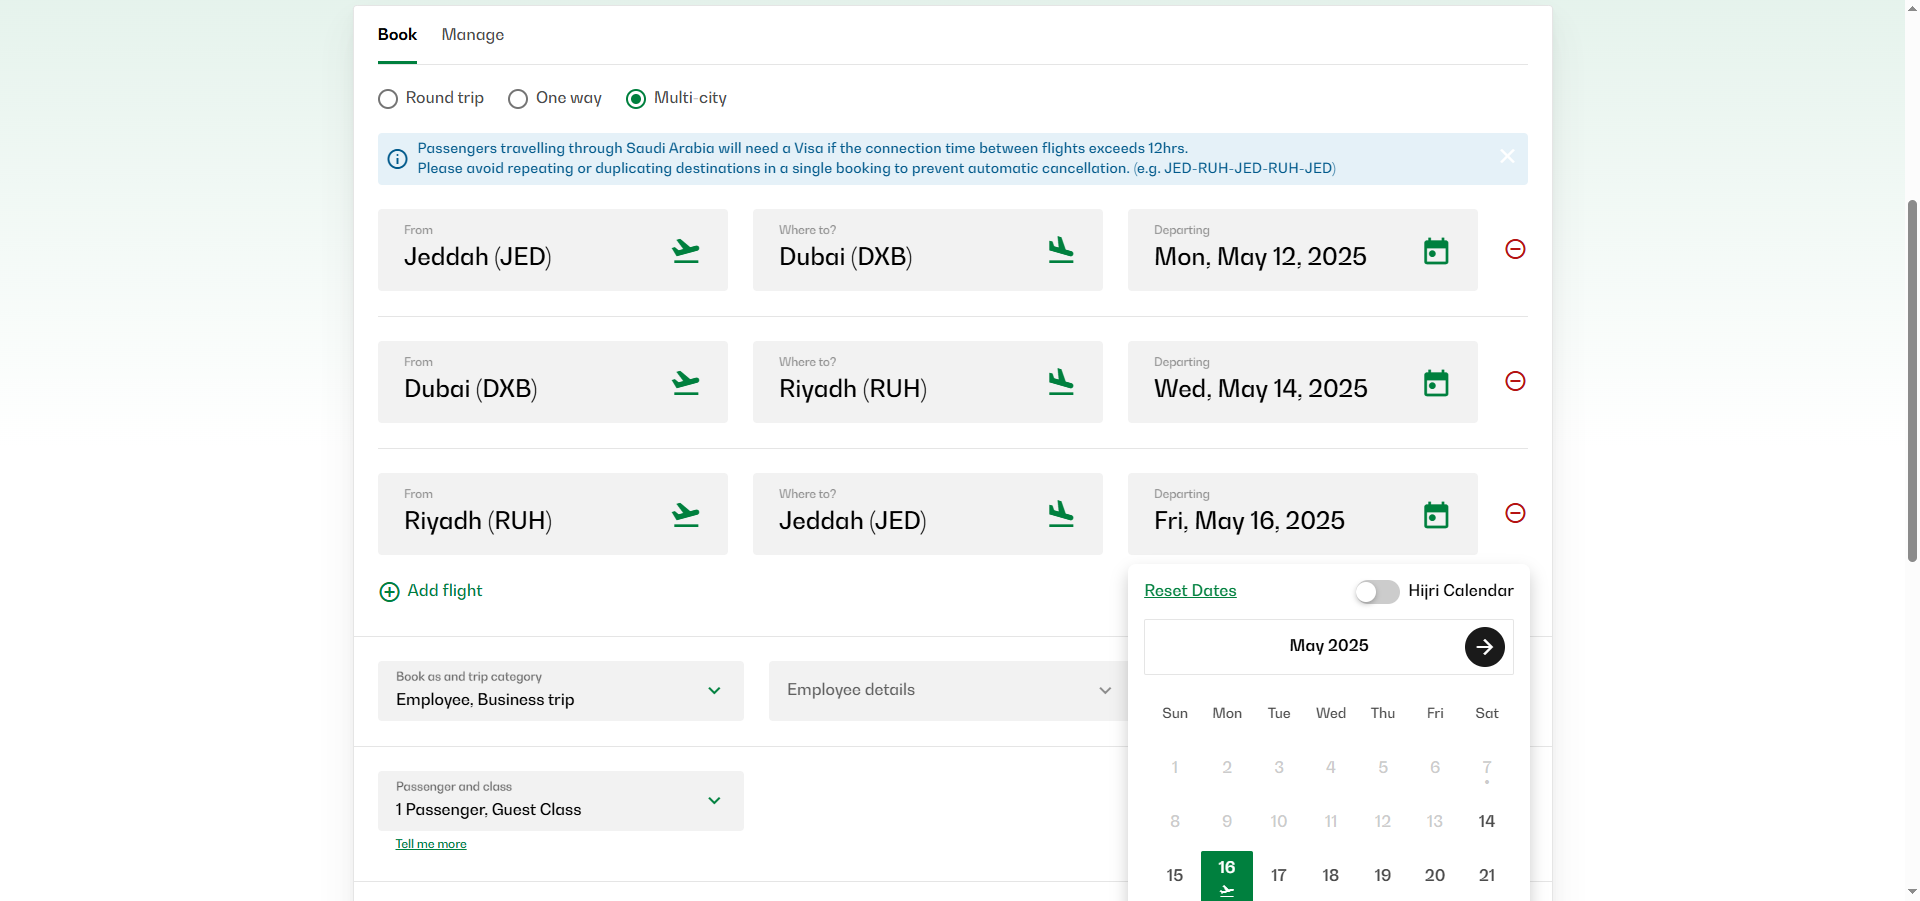 Book Manage
Round trip One way Multi-city
Passengers travelling through Saudi Arabia will need a Visa if the connection time between flights exceeds 12hrs.
Please avoid repeating or duplicating destinations in a single booking to prevent automatic cancellation. (e.g. JED-RUH-JED-RUH-JED)
From
Jeddah (JED)
Where to?
Dubai (DXB)
Departing
Mon, May 12, 2025
From
Dubai (DXB)
Where to?
Riyadh (RUH)
Departing
Wed, May 14, 2025
From
Riyadh (RUH)
Where to?
Jeddah (JED)
Departing
Fri, May 16, 2025
Add flight
Book as and trip category
Employee, Business trip
Employee details
Passenger and class
1 Passenger, Guest Class
Tell me more
Reset Dates Hijri Calendar
May 2025
Sun Mon Tue Wed Thu Fri Sat
1 2 3 4 5 6 7
8 9 10 11 12 13 14
15 16 17 18 19 20 21